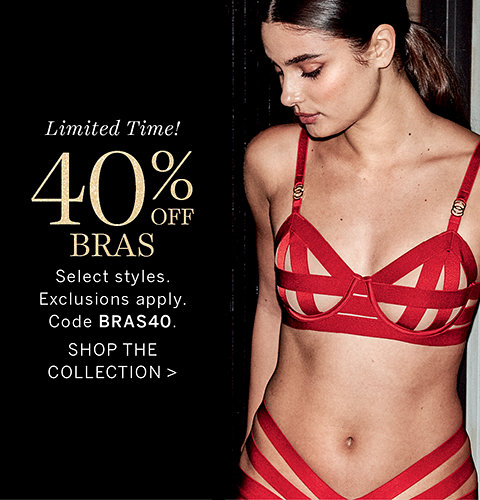 Limited Time!
40% OFF
BRAS
Select styles.
Exclusions apply.
Code BRAS40.
SHOP THE
COLLECTION >